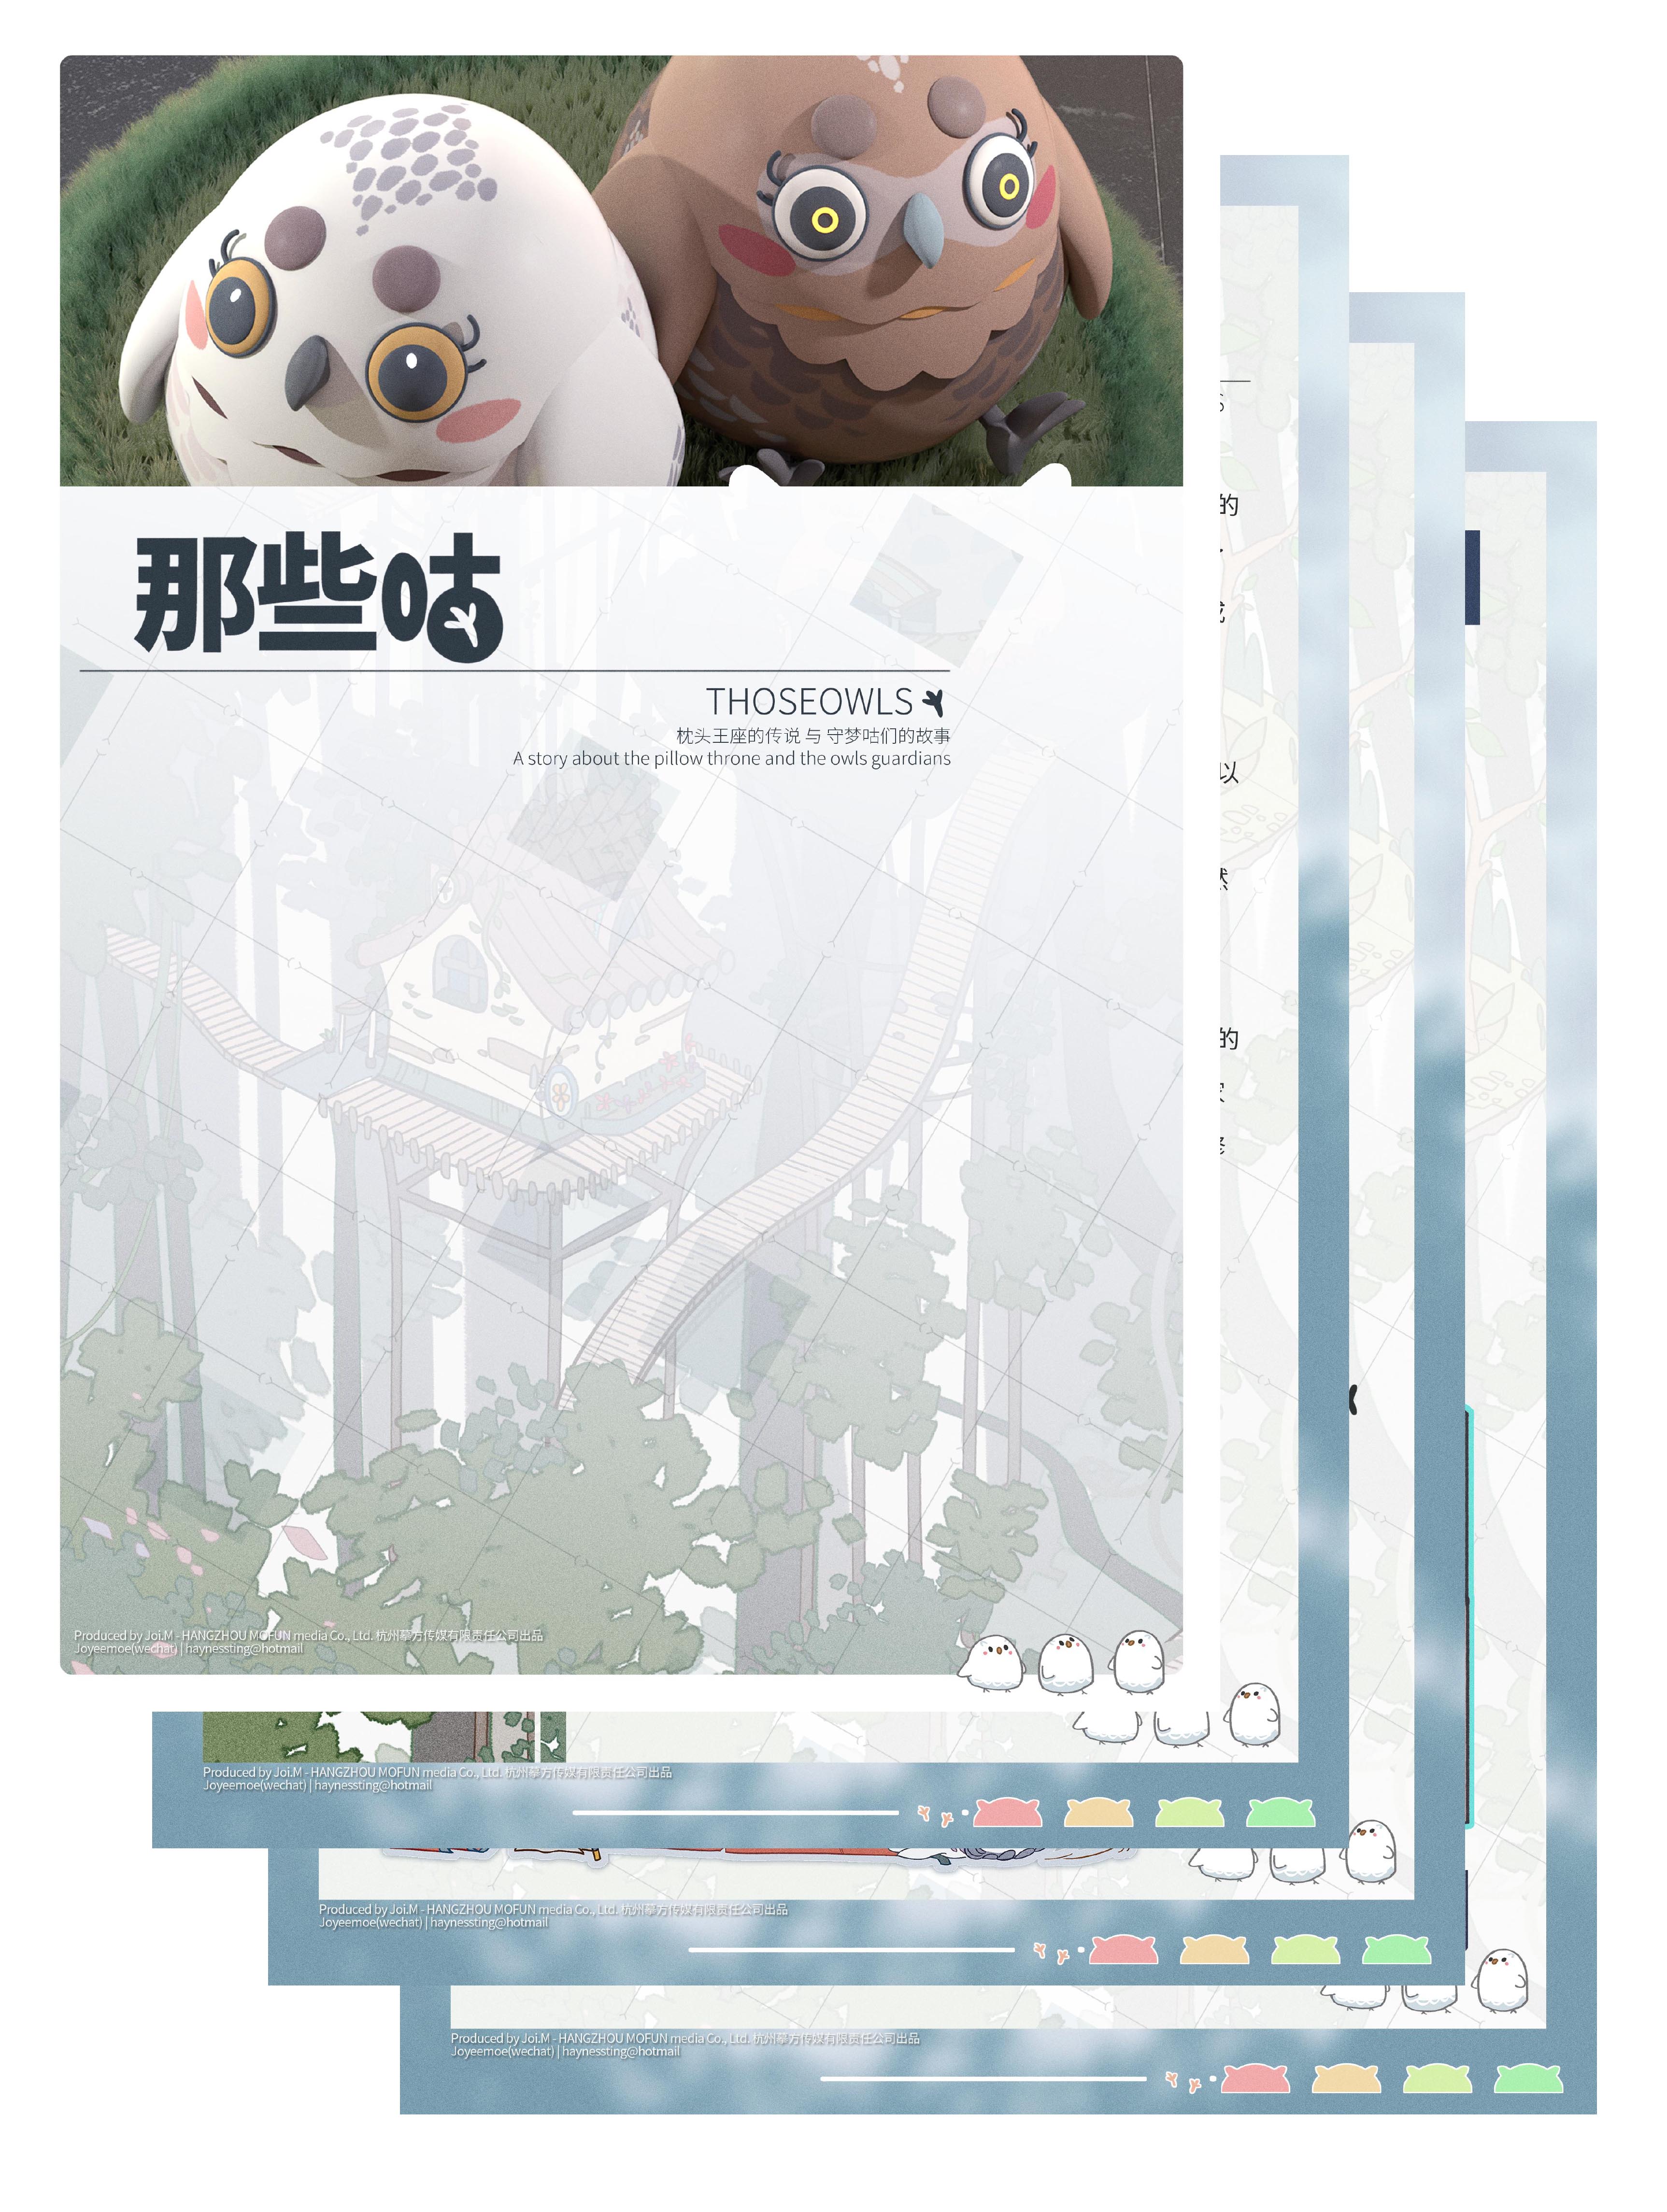 那些咕
THOSEOWLS
枕头王座的传说 与 守梦咕们的故事
A story about the pillow throne and the owls guardians
的
以
的
Produced by Joi.M - HANGZHOU MOFUN media Co., Ltd. 杭州摹方传媒有限责任公司出品
Joyeemoe(wechat) | haynessting@hotmail
Produced by Joi.M - HANGZHOU MOFUN media Co., Ltd. 杭州摹方传媒有限责任公司出品
Joyeemoe(wechat) | haynessting@hotmail
Produced by Joi.M - HANGZHOU MOFUN media Co., Ltd. 杭州摹方传媒有限责任公司出品
Joyeemoe(wechat) | haynessting@hotmail
Produced by Joi.M - HANGZHOU MOFUN media Co., Ltd. 杭州摹方传媒有限责任公司出品
Joyeemoe(wechat) | haynessting@hotmail